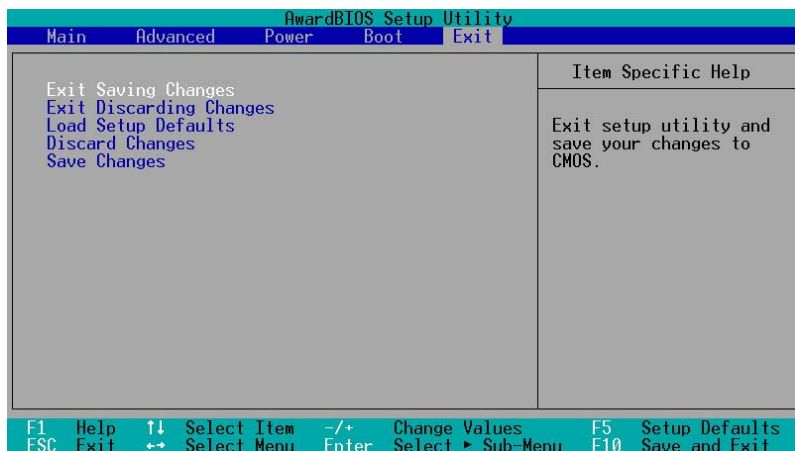 AwardBIOS Setup Utility
Main Advanced Power Boot Exit
Exit Saving Changes
Exit Discarding Changes
Load Setup Defaults
Discard Changes
Save Changes
Item Specific Help
Exit setup utility and
save your changes to
CMOS.
F1 Help ↑↓ Select Item -/+ Change Values F5 Setup Defaults
ESC Exit ←→ Select Menu Enter Select ► Sub-Menu F10 Save and Exit